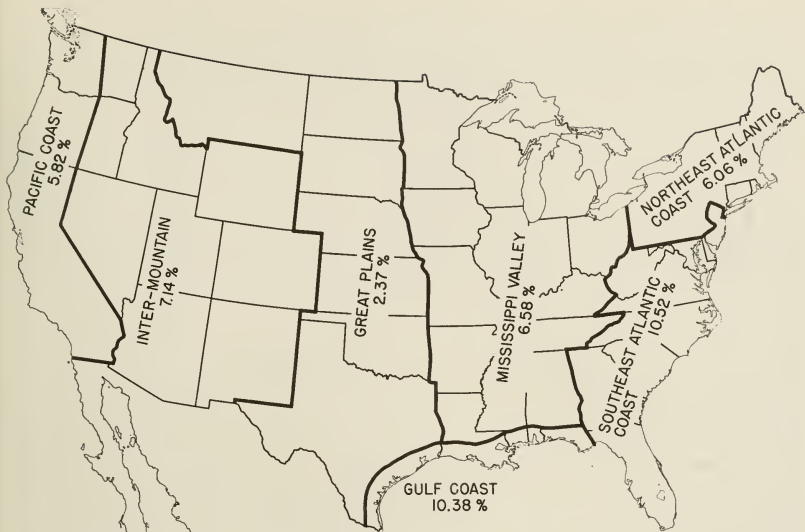 PACIFIC COAST
5.82 %
INTER-MOUNTAIN
7.14 %
GREAT PLAINS
2.37 %
MISSISSIPPI VALLEY
6.58 %
NORTHEAST ATLANTIC
COAST 6.06 %
SOUTHEAST ATLANTIC
COAST 10.52 %
GULF COAST
10.38 %